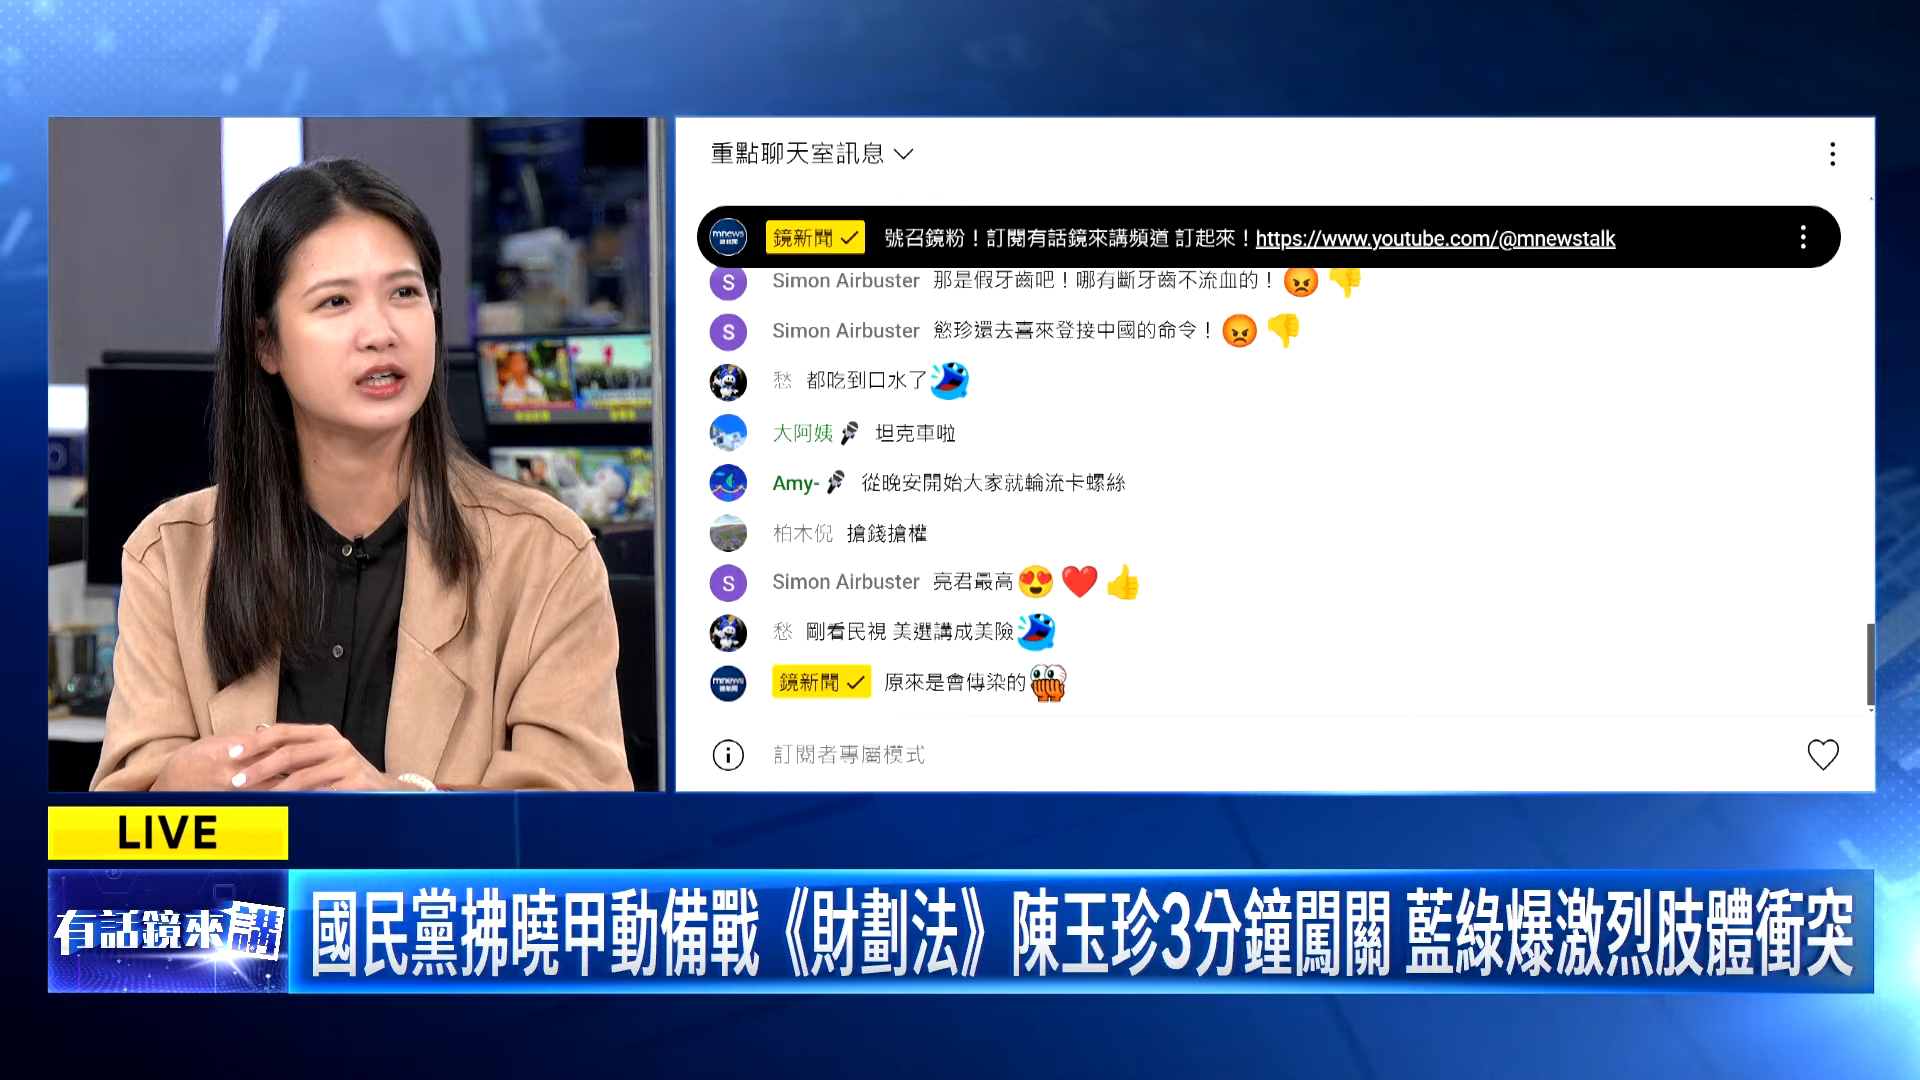 重點聊天室訊息
mnews 鏡新聞 鏡新聞 號召鏡粉！訂閱有話鏡來講頻道 訂起來！https://www.youtube.com/@mnewstalk
S Simon Airbuster 那是假牙齒吧！哪有斷牙齒不流血的！😡👎
S Simon Airbuster 慾珍還去喜來登接中國的命令！😡👎
愁 都吃到口水了
大阿姨🎤 坦克車啦
Amy-🎤 從晚安開始大家就輪流卡螺絲
柏木倪 搶錢搶權
S Simon Airbuster 亮君最高😍❤️👍
愁 剛看民視 美選講成美險
mnews 鏡新聞 鏡新聞 原來是會傳染的
訂閱者專屬模式
LIVE
有話鏡來講
國民黨拂曉甲動備戰《財劃法》陳玉珍3分鐘闖關 藍綠爆激烈肢體衝突